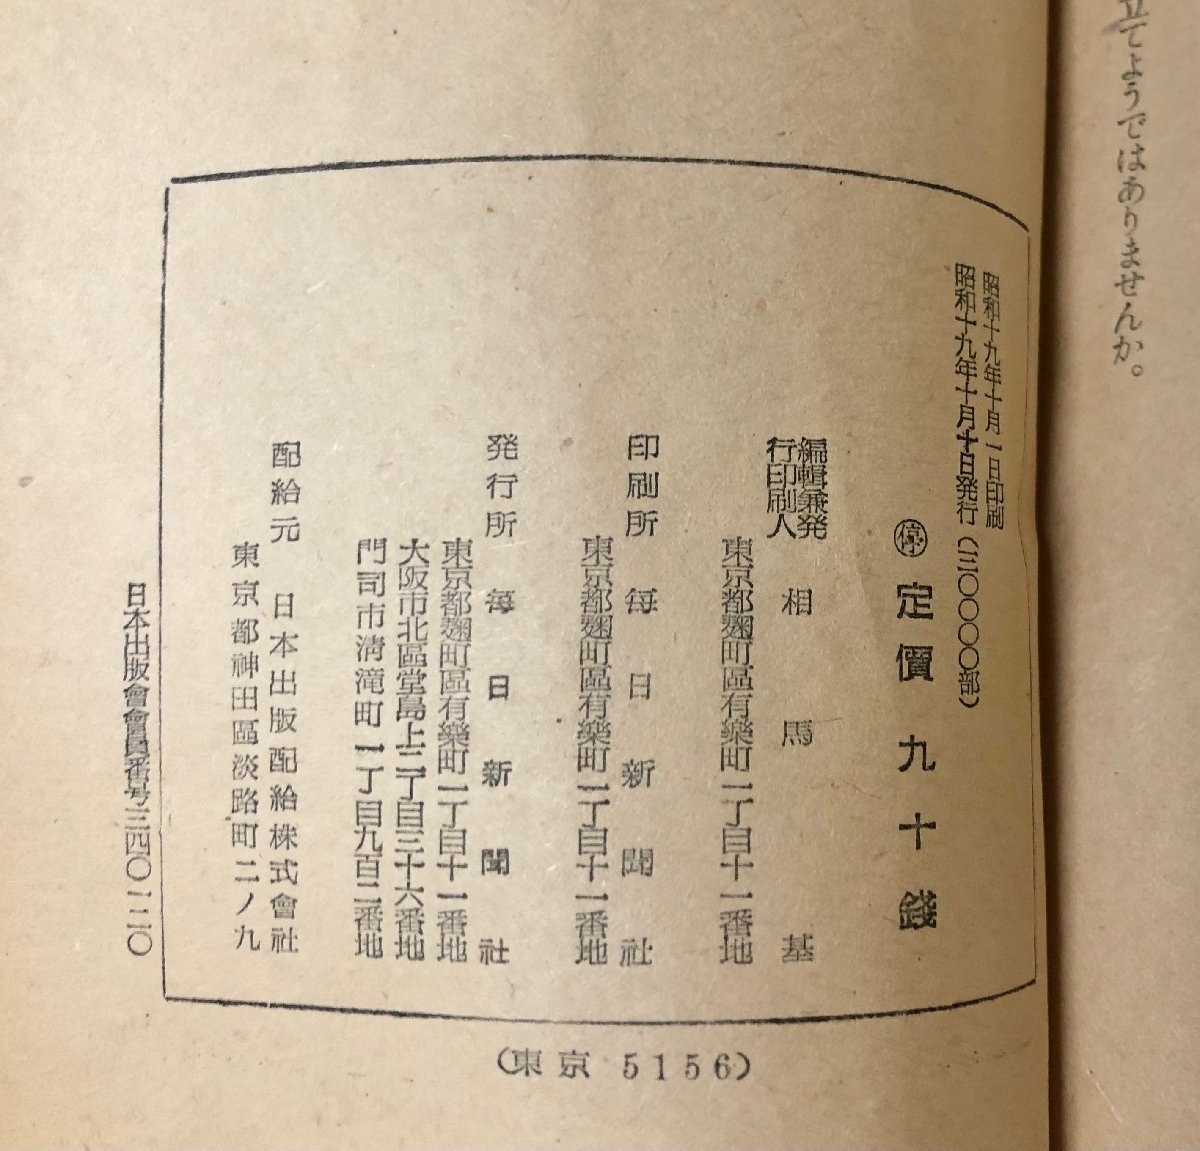 立てようではありませんか。
昭和十九年十月一日印刷
昭和十九年十月十日発行（三〇〇〇〇部）
㊡定價九十錢
編輯兼発
行印刷人
相馬基
東京都麹町區有樂町一丁目十一番地
印刷所 每日新聞社
東京都麹町區有樂町一丁目十一番地
発行所 每日新聞社
東京都麹町區有樂町一丁目十一番地
大阪市北區堂島上二丁目三十六番地
門司市淸滝町一丁目九百二番地
配給元 日本出版配給株式會社
東京都神田區淡路町二ノ九
日本出版會會員番号三四〇一二〇
（東京 5156）